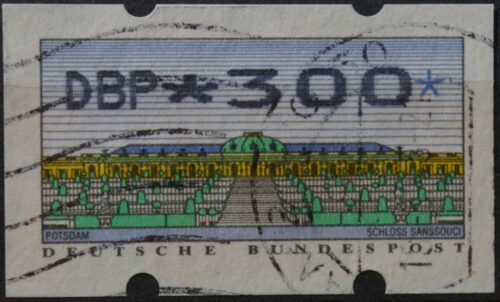 DBP*300*
POTSDAM SCHLOSS SANSSOUCI
DEUTSCHE BUNDESPOST